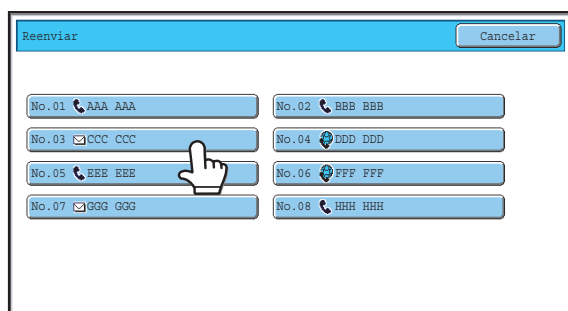 Reenviar Cancelar
No.01 AAA AAA No.02 BBB BBB
No.03 CCC CCC No.04 DDD DDD
No.05 EEE EEE No.06 FFF FFF
No.07 GGG GGG No.08 HHH HHH